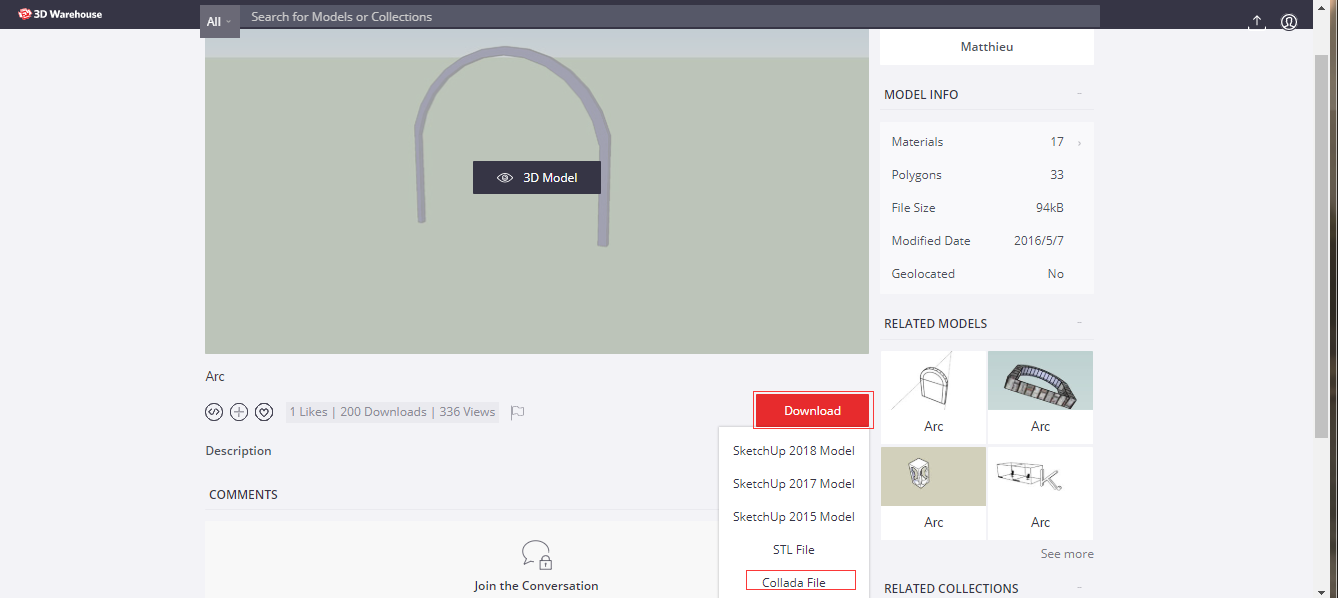 3D Warehouse
All
Search for Models or Collections
3D Model
Arc
1 Likes | 200 Downloads | 336 Views
Download
SketchUp 2018 Model
SketchUp 2017 Model
SketchUp 2015 Model
STL File
Collada File
Description
COMMENTS
Join the Conversation
Matthieu
MODEL INFO
Materials 17
Polygons 33
File Size 94kB
Modified Date 2016/5/7
Geolocated No
RELATED MODELS
Arc
Arc
Arc
Arc
See more
RELATED COLLECTIONS